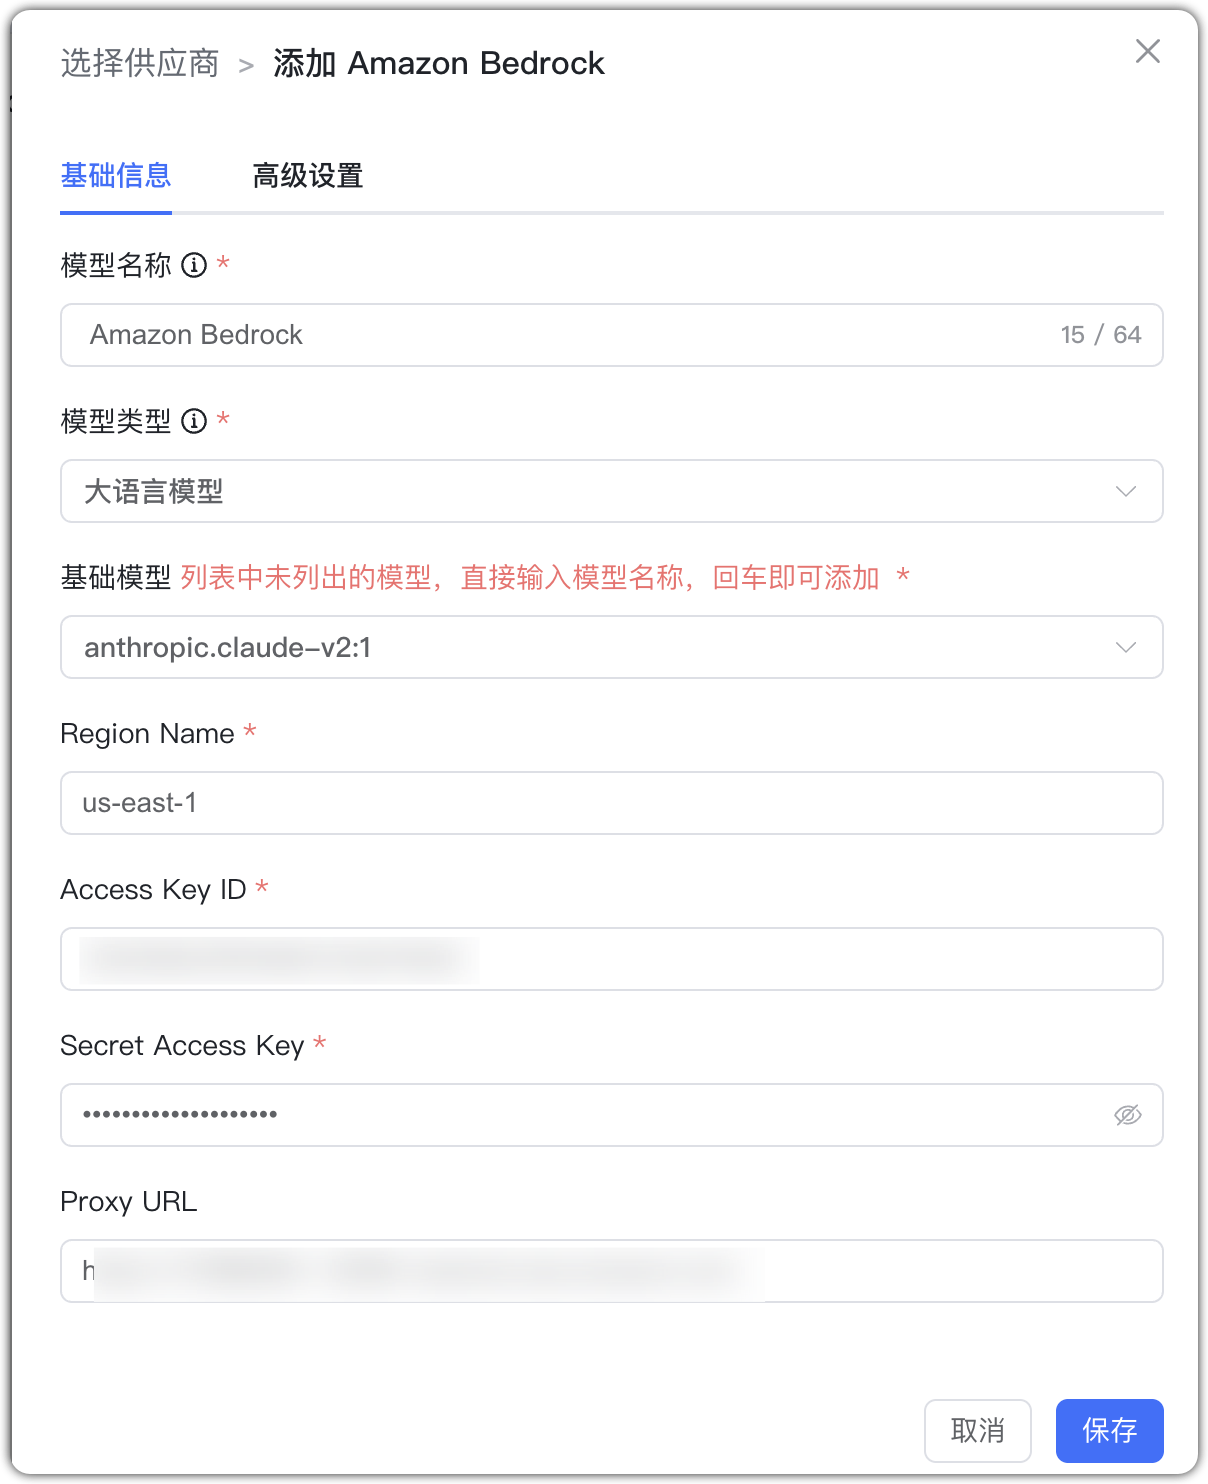 选择供应商 > 添加 Amazon Bedrock
基础信息 高级设置
模型名称 *
Amazon Bedrock 15 / 64
模型类型 *
大语言模型
基础模型 列表中未列出的模型，直接输入模型名称，回车即可添加 *
anthropic.claude-v2:1
Region Name *
us-east-1
Access Key ID *
Secret Access Key *
••••••••••••••••••••
Proxy URL
h
取消 保存